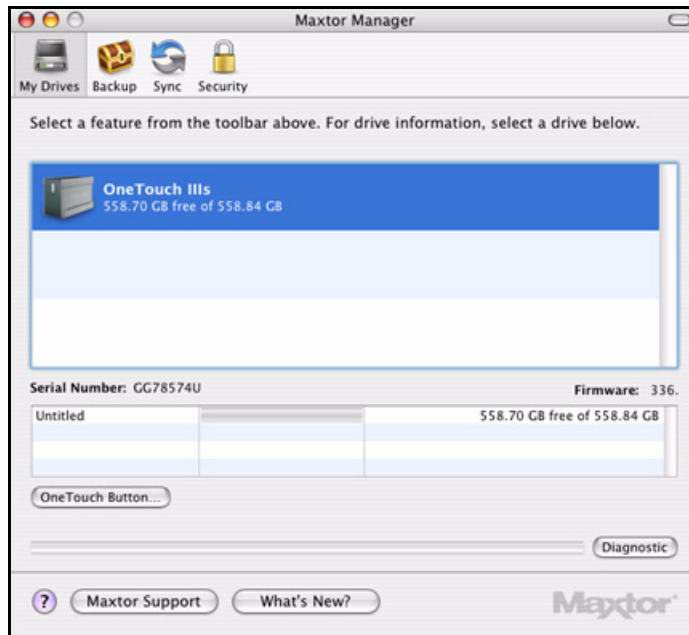 Maxtor Manager
My Drives Backup Sync Security
Select a feature from the toolbar above. For drive information, select a drive below.
OneTouch IIIs
558.70 GB free of 558.84 GB
Serial Number: GG78574U Firmware: 336.
Untitled 558.70 GB free of 558.84 GB
OneTouch Button...
Diagnostic
? Maxtor Support What's New? Maxtor